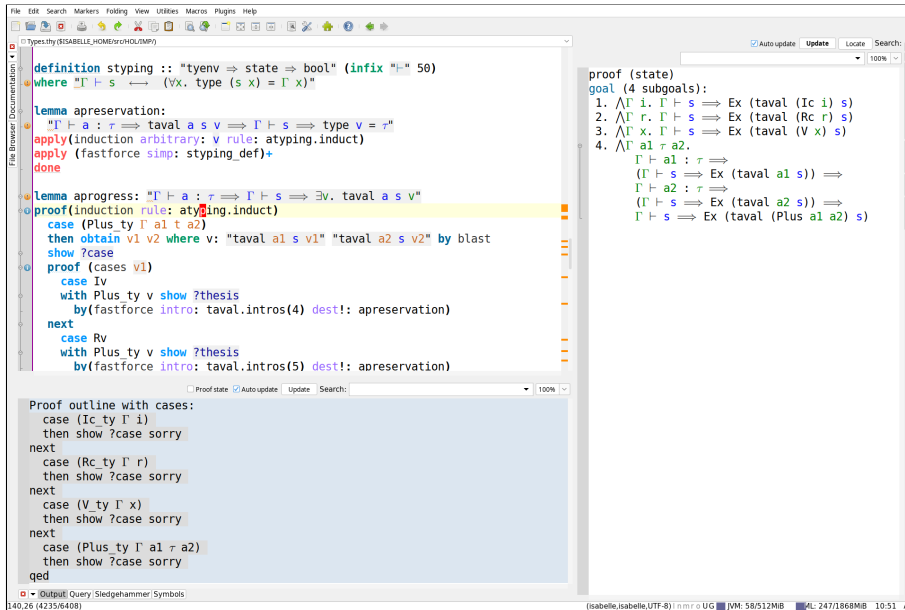 File Edit Search Markers Folding View Utilities Macros Plugins Help
Types.thy ($ISABELLE_HOME/src/HOL/IMP/)
File Browser Documentation
definition styping :: "tyenv ⇒ state ⇒ bool" (infix "⊢" 50)
where "Γ ⊢ s ⟷ (∀x. type (s x) = Γ x)"
lemma apreservation:
"Γ ⊢ a : τ ⟹ taval a s v ⟹ Γ ⊢ s ⟹ type v = τ"
apply(induction arbitrary: v rule: atyping.induct)
apply (fastforce simp: styping_def)+
done
lemma aprogress: "Γ ⊢ a : τ ⟹ Γ ⊢ s ⟹ ∃v. taval a s v"
proof(induction rule: atyping.induct)
case (Plus_ty Γ a1 t a2)
then obtain v1 v2 where v: "taval a1 s v1" "taval a2 s v2" by blast
show ?case
proof (cases v1)
case Iv
with Plus_ty v show ?thesis
by(fastforce intro: taval.intros(4) dest!: apreservation)
next
case Rv
with Plus_ty v show ?thesis
by(fastforce intro: taval.intros(5) dest!: apreservation)
Proof state Auto update Update Search: 100%
Proof outline with cases:
case (Ic_ty Γ i)
then show ?case sorry
next
case (Rc_ty Γ r)
then show ?case sorry
next
case (V_ty Γ x)
then show ?case sorry
next
case (Plus_ty Γ a1 τ a2)
then show ?case sorry
qed
Output Query Sledgehammer Symbols
Auto update Update Locate Search:
100%
proof (state)
goal (4 subgoals):
1. ⋀Γ i. Γ ⊢ s ⟹ Ex (taval (Ic i) s)
2. ⋀Γ r. Γ ⊢ s ⟹ Ex (taval (Rc r) s)
3. ⋀Γ x. Γ ⊢ s ⟹ Ex (taval (V x) s)
4. ⋀Γ a1 τ a2.
Γ ⊢ a1 : τ ⟹
(Γ ⊢ s ⟹ Ex (taval a1 s)) ⟹
Γ ⊢ a2 : τ ⟹
(Γ ⊢ s ⟹ Ex (taval a2 s)) ⟹
Γ ⊢ s ⟹ Ex (taval (Plus a1 a2) s)
140,26 (4235/6408) (isabelle,isabelle,UTF-8) l n m r o U G JVM: 58/512MiB ML: 247/1868MiB 10:51